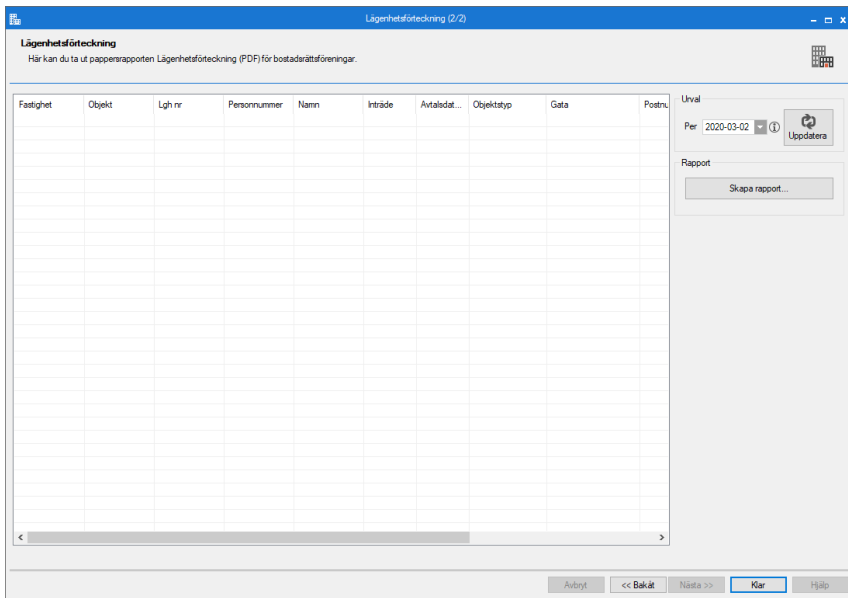 Lägenhetsförteckning (2/2)
Lägenhetsförteckning
Här kan du ta ut pappersrapporten Lägenhetsförteckning (PDF) för bostadsrättsföreningar.
Fastighet Objekt Lgh nr Personnummer Namn Inträde Avtalsdat... Objektstyp Gata Postnu
Urval
Per 2020-03-02 Uppdatera
Rapport
Skapa rapport...
Avbryt << Bakåt Nästa >> Klar Hjälp